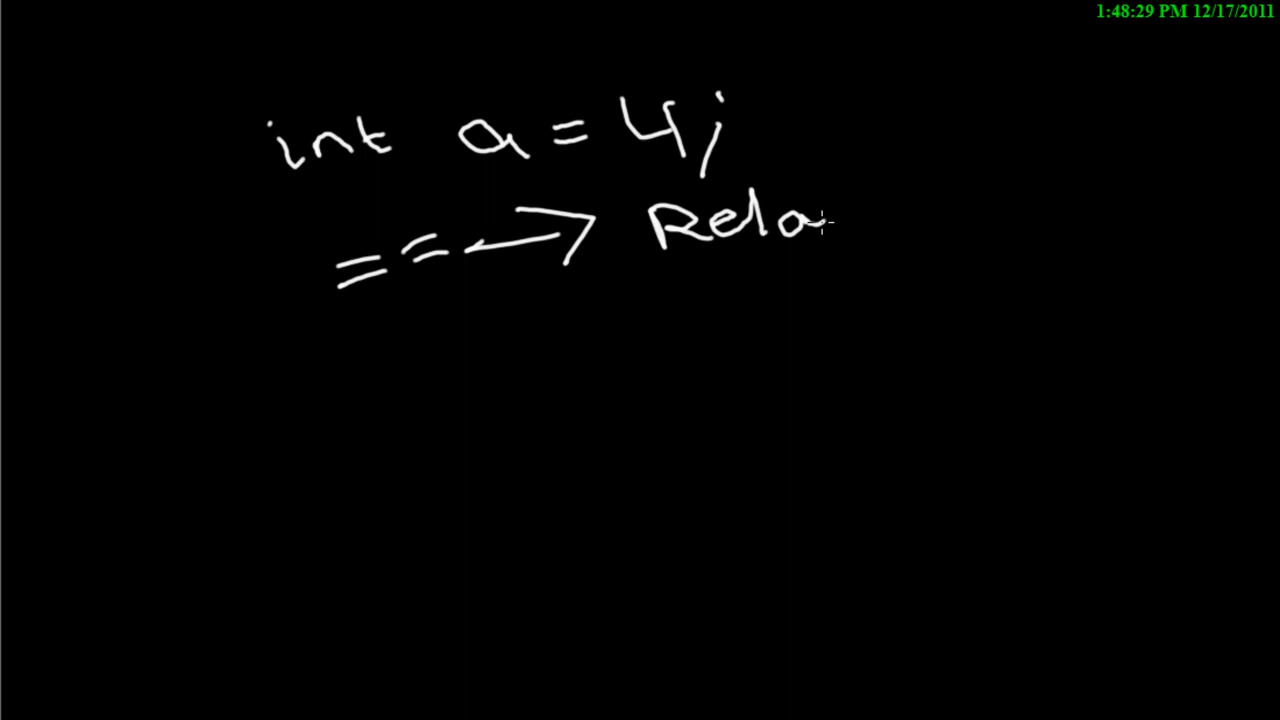 1:48:29 PM 12/17/2011
int a = 4;
== → Rela